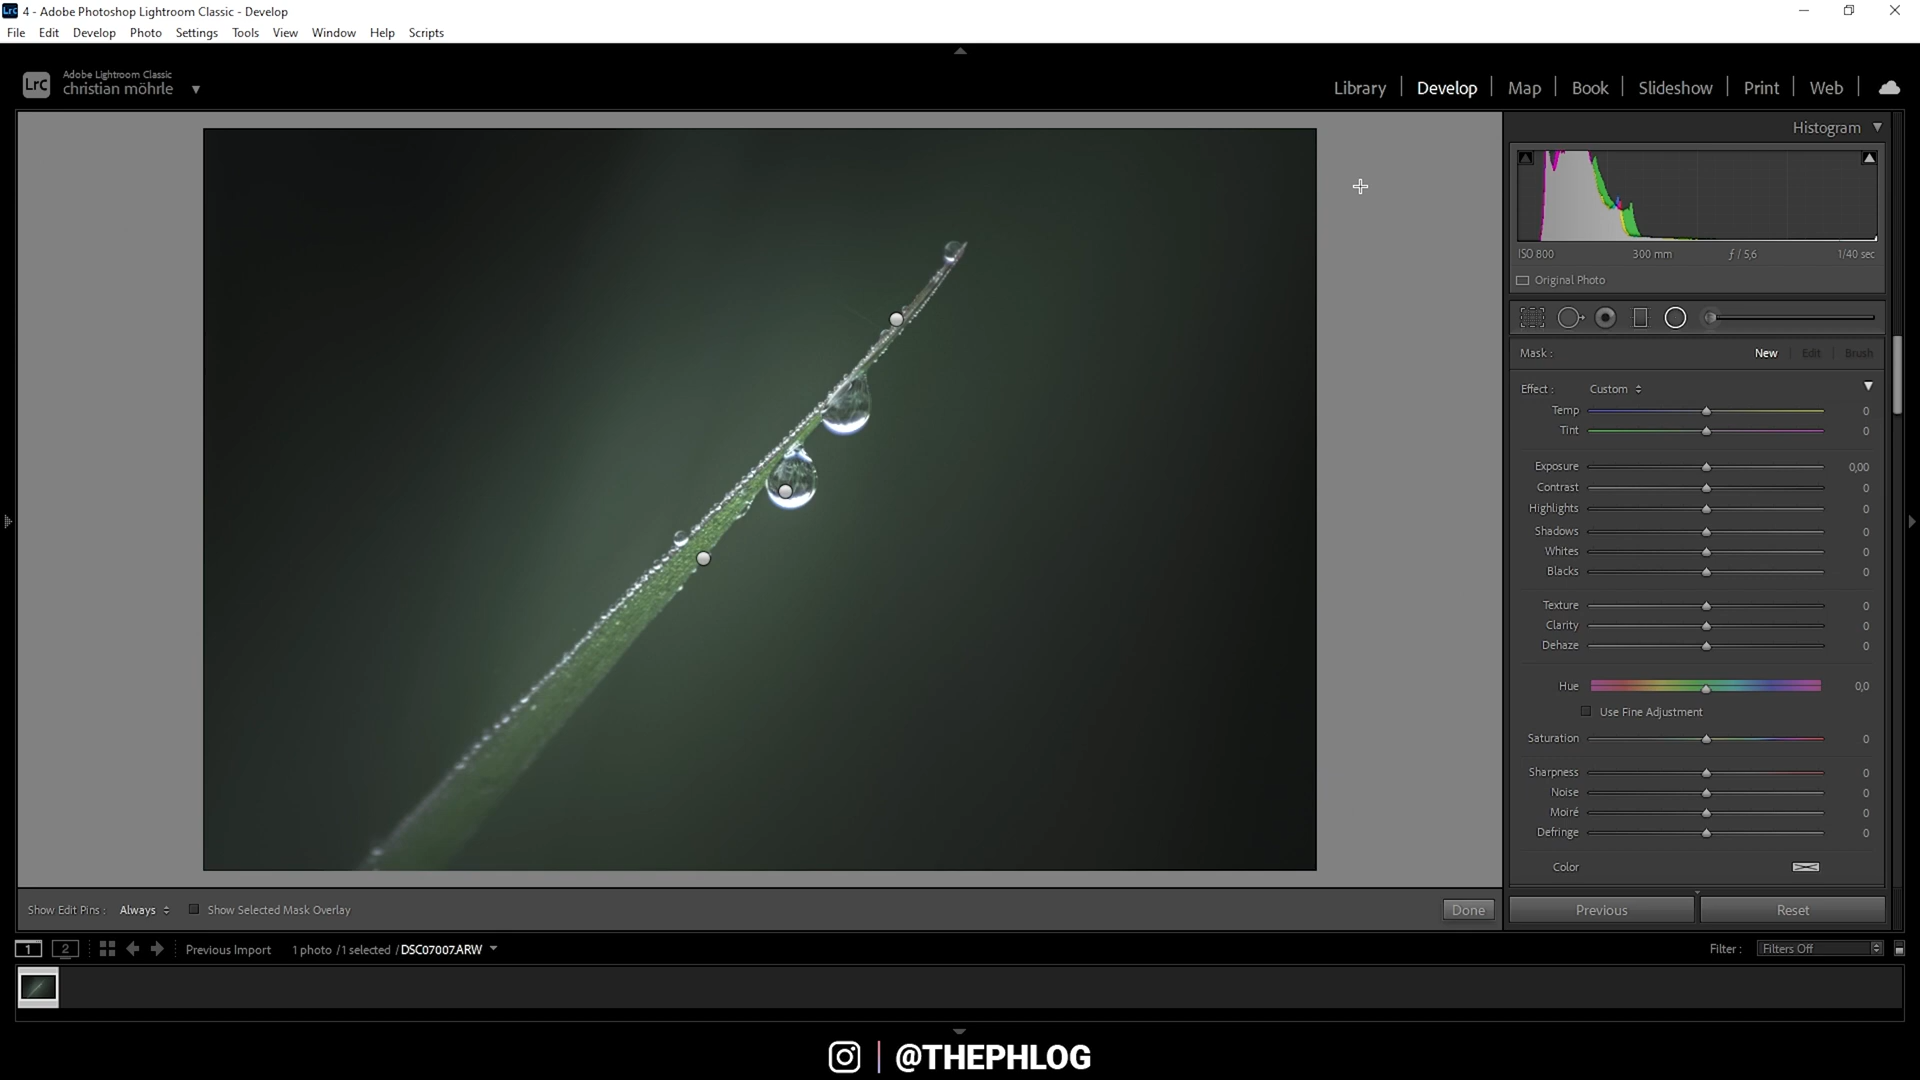 Lrc 4 - Adobe Photoshop Lightroom Classic - Develop
File Edit Develop Photo Settings Tools View Window Help Scripts
Lrc Adobe Lightroom Classic
christian möhrle
Library Develop Map Book Slideshow Print Web
Histogram
ISO 800 300 mm ƒ / 5,6 1/40 sec
Original Photo
Mask : New Edit Brush
Effect : Custom
Temp 0
Tint 0
Exposure 0,00
Contrast 0
Highlights 0
Shadows 0
Whites 0
Blacks 0
Texture 0
Clarity 0
Dehaze 0
Hue 0,0
Use Fine Adjustment
Saturation 0
Sharpness 0
Noise 0
Moiré 0
Defringe 0
Color
Show Edit Pins : Always Show Selected Mask Overlay Done Previous Reset
1 2 Previous Import 1 photo / 1 selected / DSC07007.ARW Filter : Filters Off
@THEPHLOG